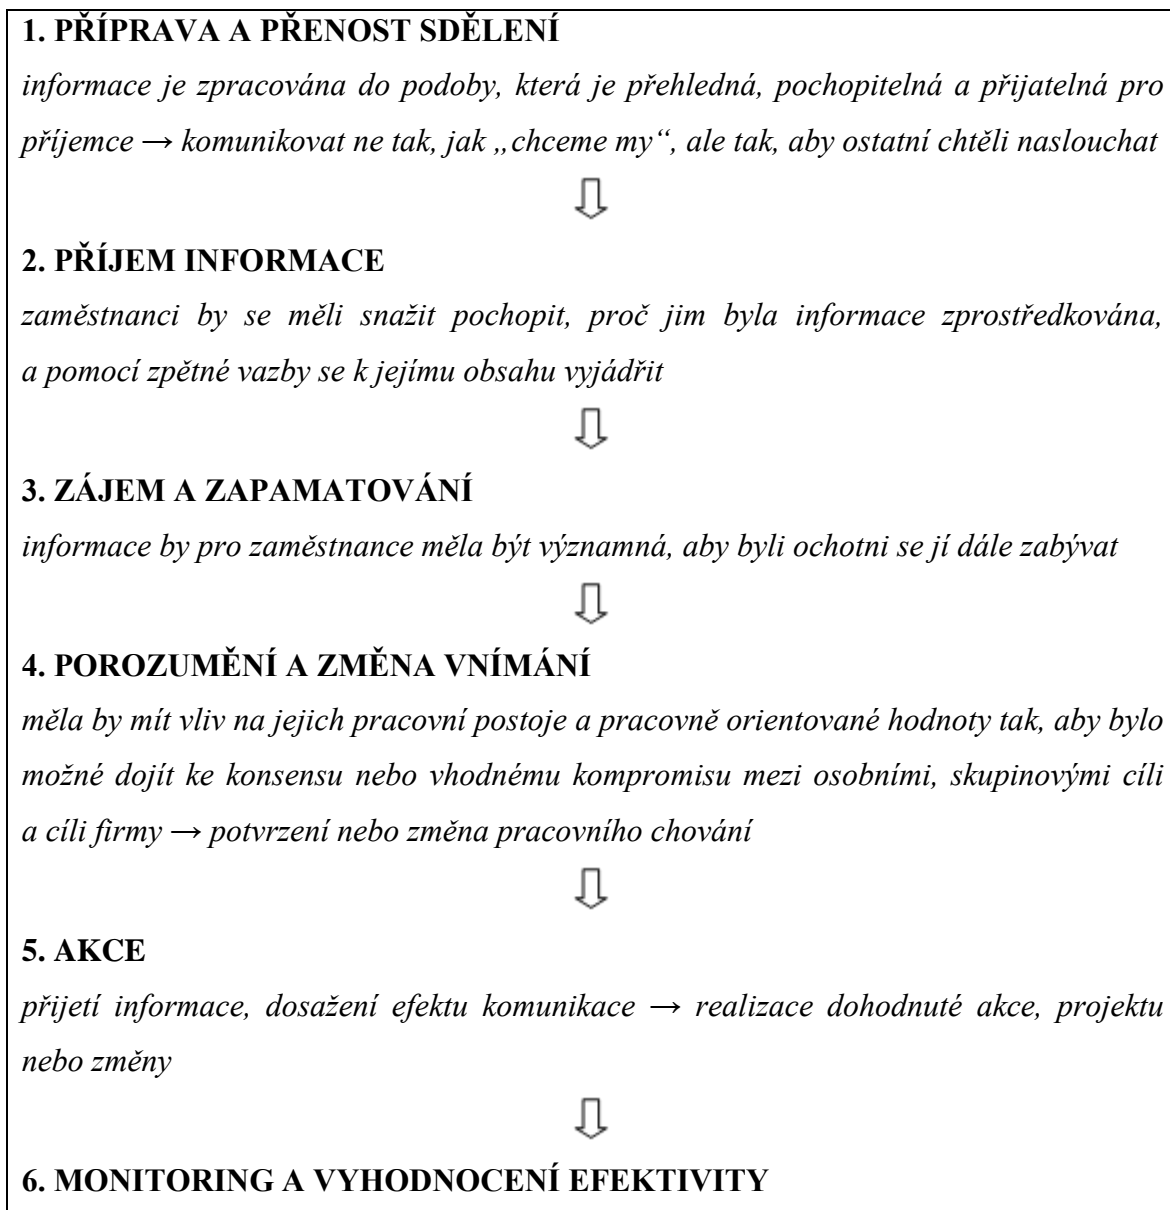 1. PŘÍPRAVA A PŘENOST SDĚLENÍ
informace je zpracována do podoby, která je přehledná, pochopitelná a přijatelná pro
příjemce → komunikovat ne tak, jak „chceme my“, ale tak, aby ostatní chtěli naslouchat
2. PŘÍJEM INFORMACE
zaměstnanci by se měli snažit pochopit, proč jim byla informace zprostředkována,
a pomocí zpětné vazby se k jejímu obsahu vyjádřit
3. ZÁJEM A ZAPAMATOVÁNÍ
informace by pro zaměstnance měla být významná, aby byli ochotni se jí dále zabývat
4. POROZUMĚNÍ A ZMĚNA VNÍMÁNÍ
měla by mít vliv na jejich pracovní postoje a pracovně orientované hodnoty tak, aby bylo
možné dojít ke konsensu nebo vhodnému kompromisu mezi osobními, skupinovými cíli
a cíli firmy → potvrzení nebo změna pracovního chování
5. AKCE
přijetí informace, dosažení efektu komunikace → realizace dohodnuté akce, projektu
nebo změny
6. MONITORING A VYHODNOCENÍ EFEKTIVITY